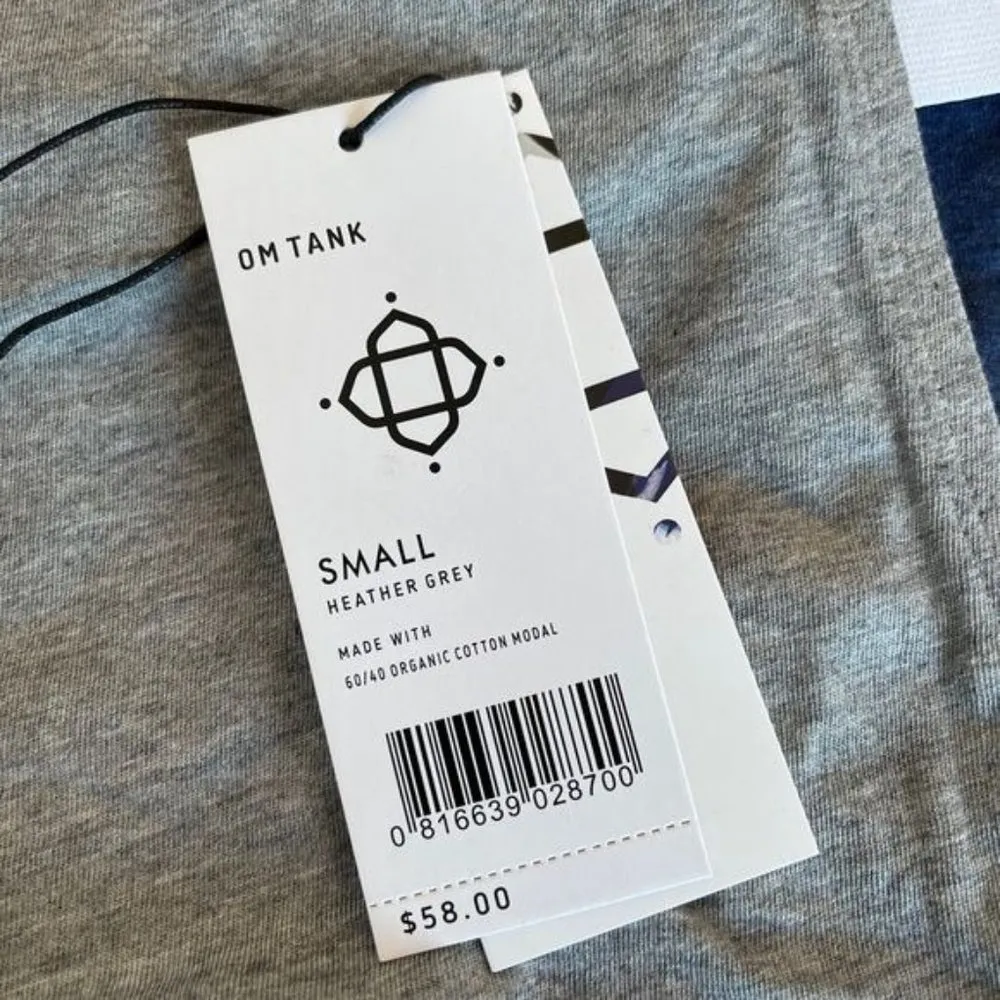 OM TANK
SMALL
HEATHER GREY
MADE WITH
60/40 ORGANIC COTTON MODAL
0 816639 028700
$58.00